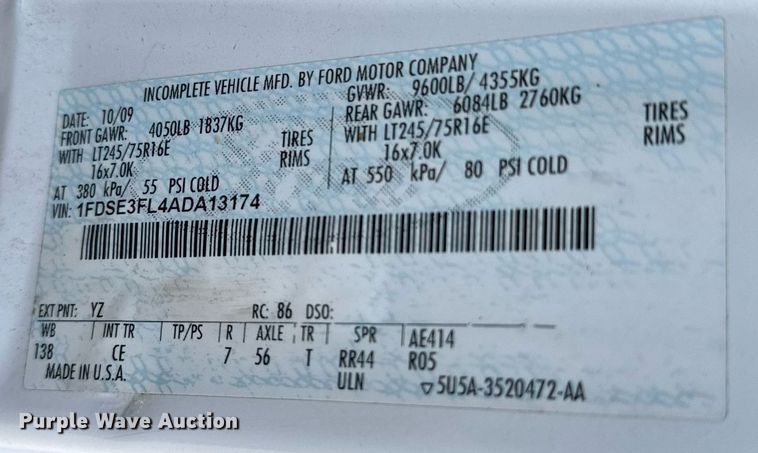 INCOMPLETE VEHICLE MFD. BY FORD MOTOR COMPANY
DATE: 10/09 GVWR: 9600LB/ 4355KG
FRONT GAWR: 4050LB 1837KG REAR GAWR: 6084LB 2760KG
WITH LT245/75R16E TIRES WITH LT245/75R16E TIRES
16x7.0K RIMS 16x7.0K RIMS
AT 380 kPa/ 55 PSI COLD AT 550 kPa/ 80 PSI COLD
VIN: 1FDSE3FL4ADA13174
EXT PNT: YZ RC: 86 DSO:
WB INT TR TP/PS R AXLE TR SPR AE414
138 CE 7 56 T RR44 R05
MADE IN U.S.A. ULN ▽5U5A-3520472-AA
Purple Wave Auction